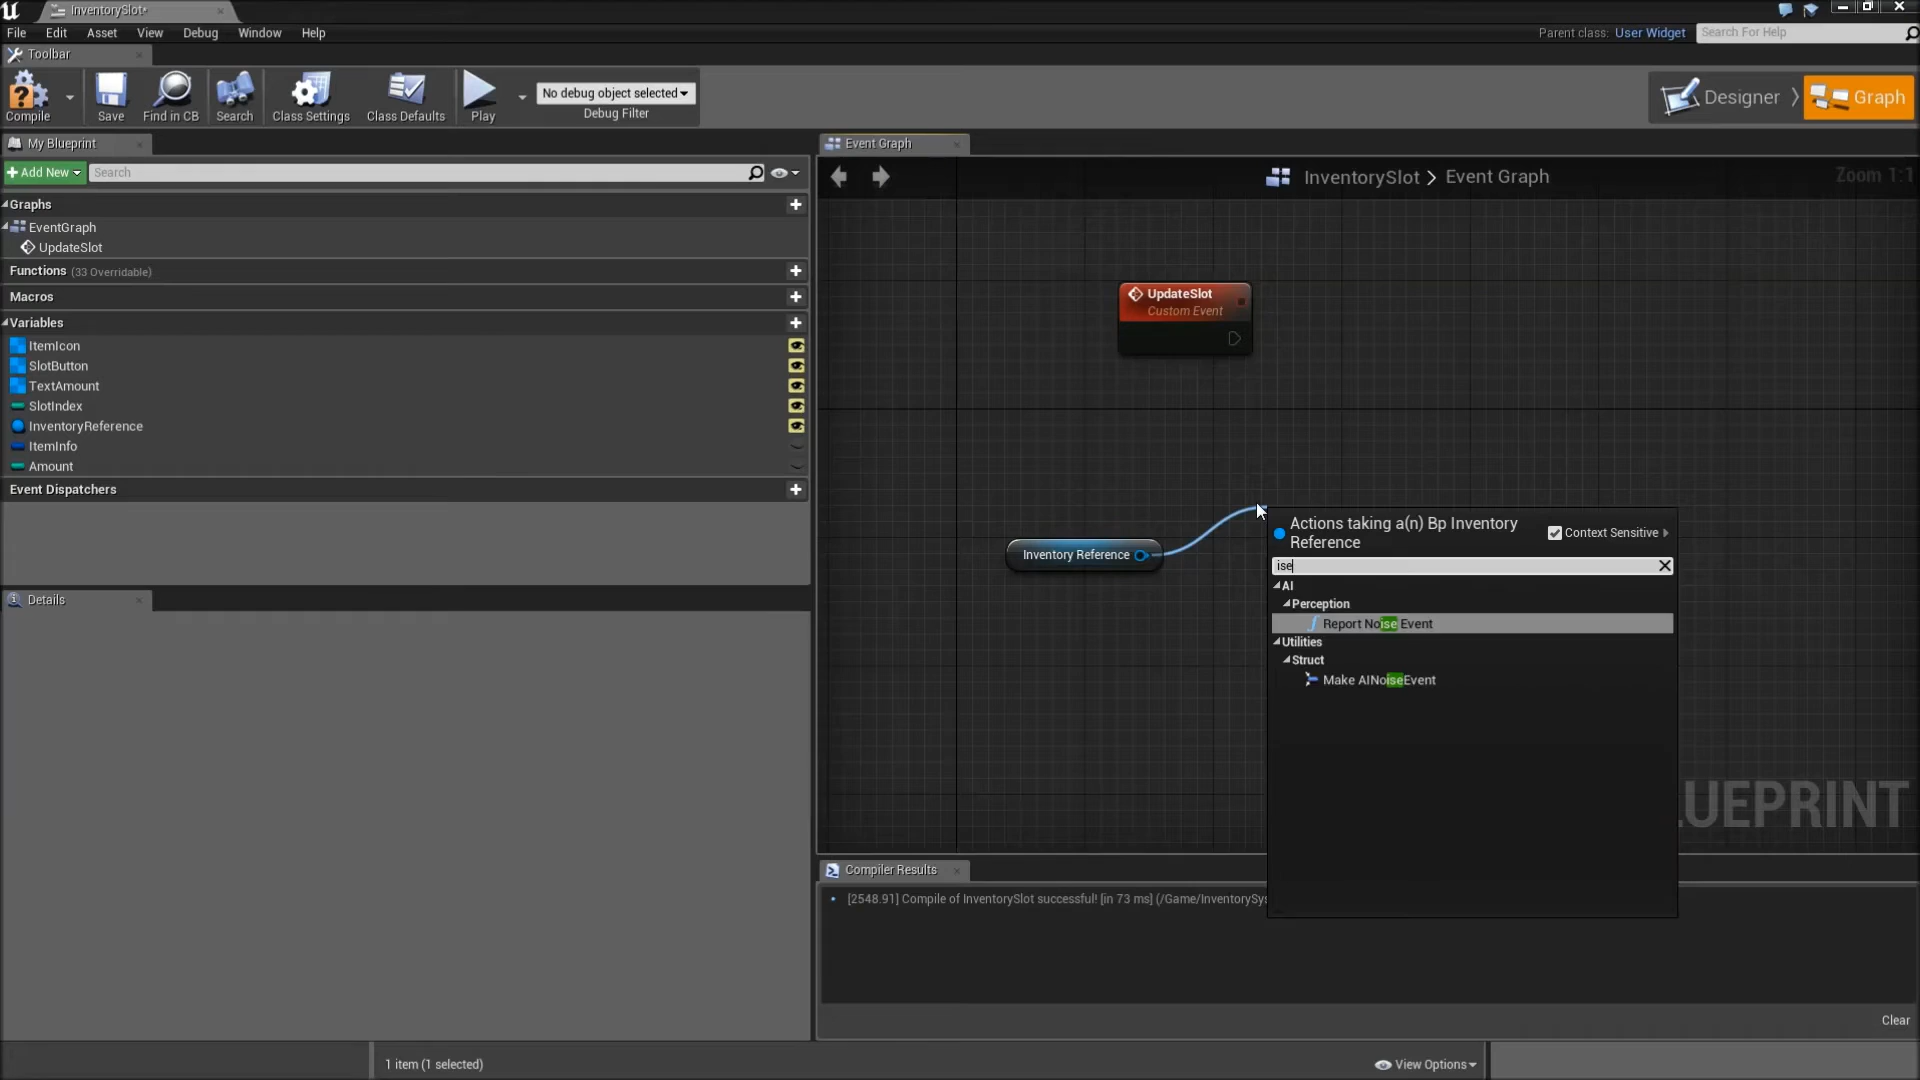 InventorySlot*
File Edit Asset View Debug Window Help
Parent class: User Widget
Search For Help
Toolbar
Compile
Save
Find in CB
Search
Class Settings
Class Defaults
Play
No debug object selected
Debug Filter
Designer
Graph
My Blueprint
Add New
Search
Graphs
EventGraph
UpdateSlot
Functions (33 Overridable)
Macros
Variables
ItemIcon
SlotButton
TextAmount
SlotIndex
InventoryReference
ItemInfo
Amount
Event Dispatchers
Details
1 item (1 selected)
View Options
Event Graph
InventorySlot > Event Graph
Zoom 1:1
UpdateSlot
Custom Event
Inventory Reference
Actions taking a(n) Bp Inventory
Reference
Context Sensitive
ise
AI
Perception
Report Noise Event
Utilities
Struct
Make AINoiseEvent
LUEPRINT
Compiler Results
[2548.91] Compile of InventorySlot successful! [in 73 ms] (/Game/InventorySys
Clear